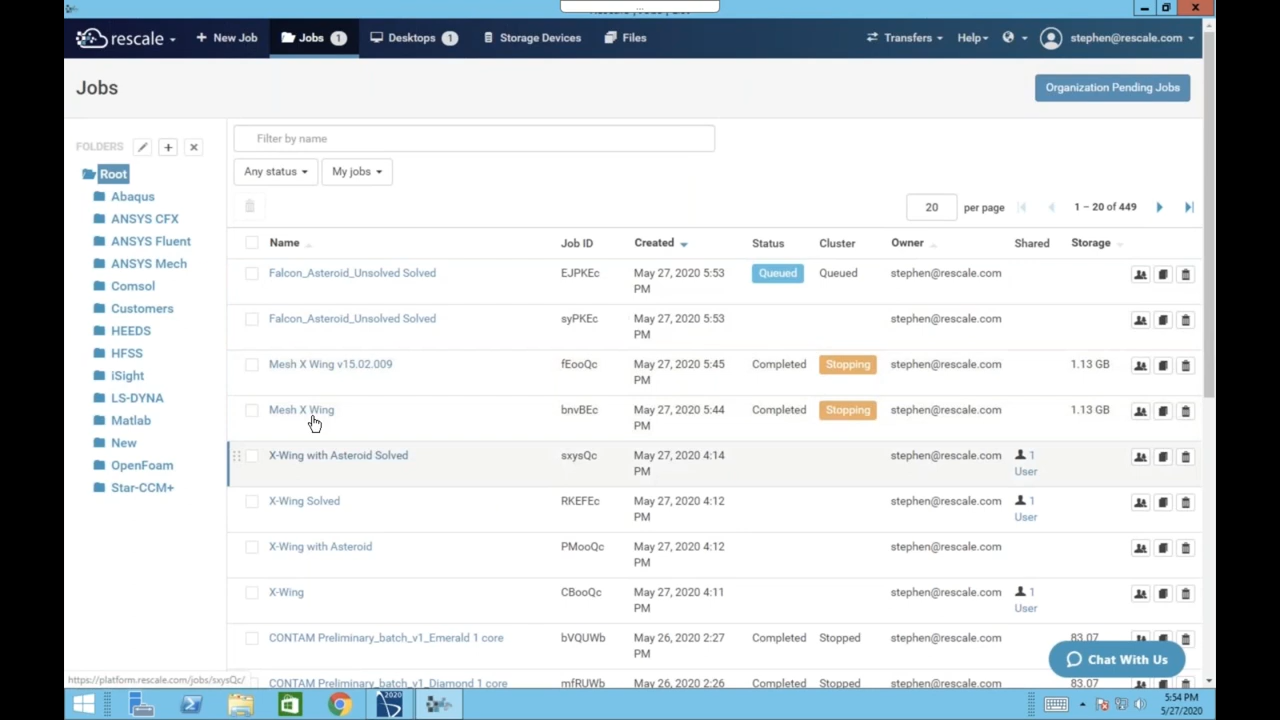 rescale
New Job
Jobs 1
Desktops 1
Storage Devices
Files
Transfers
Help
stephen@rescale.com
Jobs
Organization Pending Jobs
FOLDERS
Root
Abaqus
ANSYS CFX
ANSYS Fluent
ANSYS Mech
Comsol
Customers
HEEDS
HFSS
iSight
LS-DYNA
Matlab
New
OpenFoam
Star-CCM+
Filter by name
Any status
My jobs
20 per page 1 – 20 of 449
Name Job ID Created Status Cluster Owner Shared Storage
Falcon_Asteroid_Unsolved Solved EJPKEc May 27, 2020 5:53 Queued Queued stephen@rescale.com
PM
Falcon_Asteroid_Unsolved Solved syPKEc May 27, 2020 5:53 stephen@rescale.com
PM
Mesh X Wing v15.02.009 fEooQc May 27, 2020 5:45 Completed Stopping stephen@rescale.com 1.13 GB
PM
Mesh X Wing bnvBEc May 27, 2020 5:44 Completed Stopping stephen@rescale.com 1.13 GB
PM
X-Wing with Asteroid Solved sxysQc May 27, 2020 4:14 stephen@rescale.com 1
PM User
X-Wing Solved RKEFEc May 27, 2020 4:12 stephen@rescale.com 1
PM User
X-Wing with Asteroid PMooQc May 27, 2020 4:12 stephen@rescale.com
PM
X-Wing CBooQc May 27, 2020 4:11 stephen@rescale.com 1
PM User
CONTAM Preliminary_batch_v1_Emerald 1 core bVQUWb May 26, 2020 2:27 Completed Stopped stephen@rescale.com 83.07
PM
CONTAM Preliminary_batch_v1_Diamond 1 core mfRUWb May 26, 2020 2:26 Completed Stopped stephen@rescale.com 83.07
Chat With Us
https://platform.rescale.com/jobs/sxysQc/
2020
5:54 PM
5/27/2020